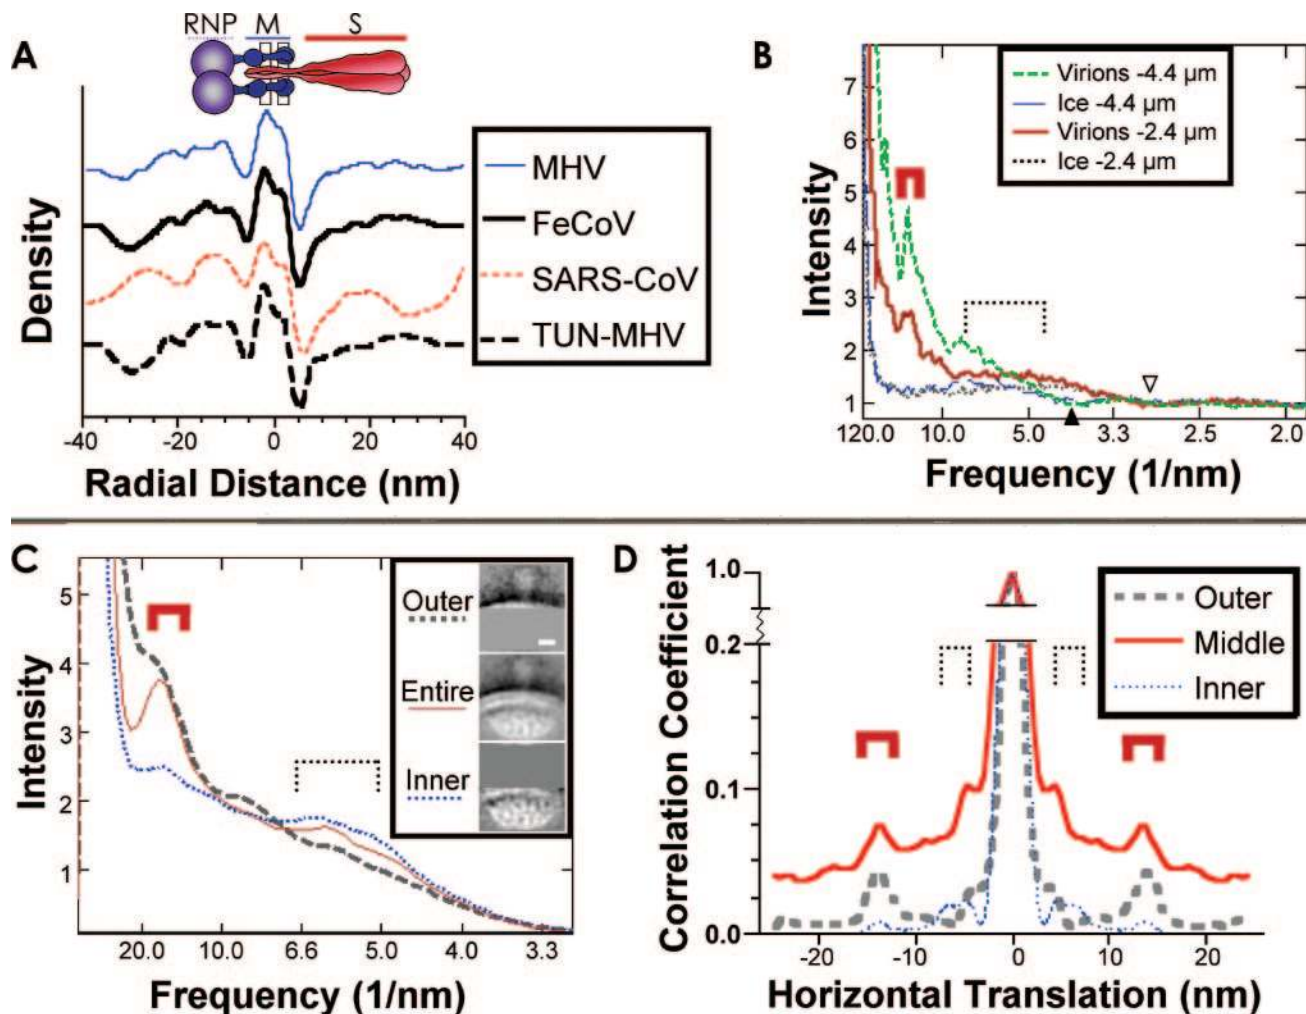 A
RNP M S
Density
MHV
FeCoV
SARS-CoV
TUN-MHV
-40 -20 0 20 40
Radial Distance (nm)
B
Intensity
7
6
5
4
3
2
1
Virions -4.4 µm
Ice -4.4 µm
Virions -2.4 µm
Ice -2.4 µm
120.0 10.0 5.0 3.3 2.5 2.0
Frequency (1/nm)
C
Intensity
5
4
3
2
1
Outer
Entire
Inner
20.0 10.0 6.6 5.0 4.0 3.3
Frequency (1/nm)
D
Correlation Coefficient
1.0
0.2
0.1
0.0
Outer
Middle
Inner
-20 -10 0 10 20
Horizontal Translation (nm)